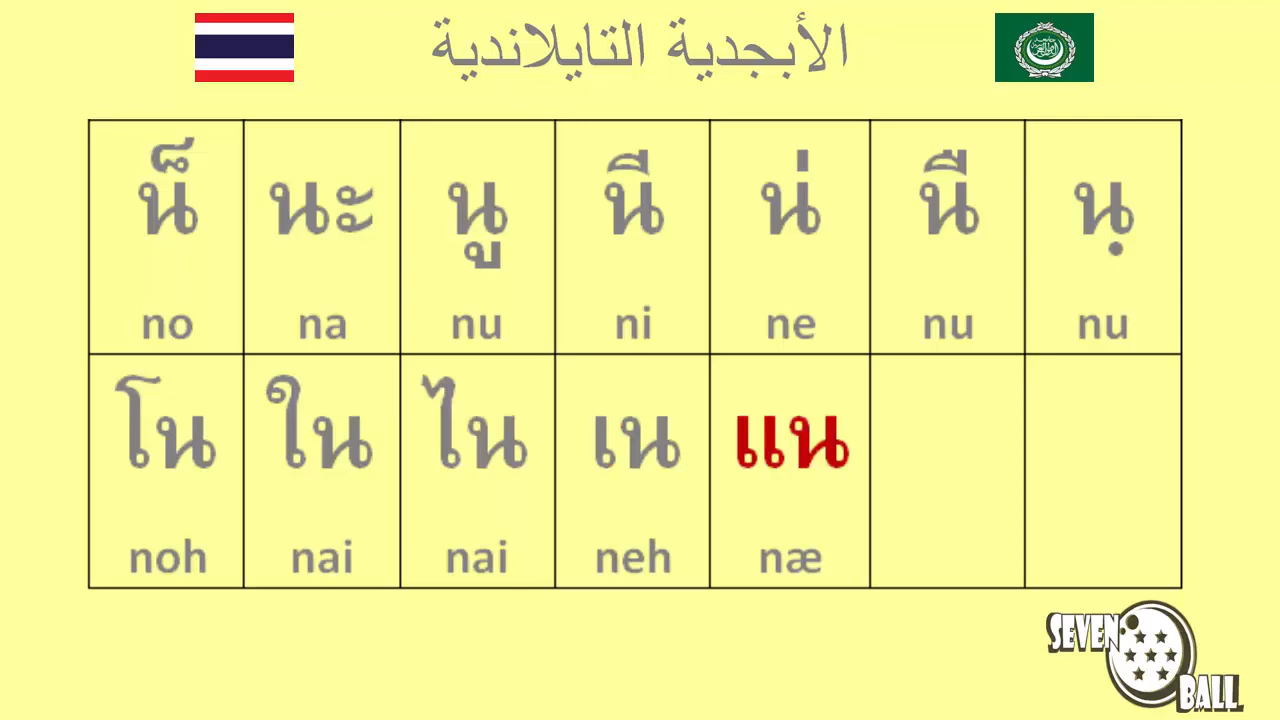 الأبجدية التايلاندية
น็ นะ นู นี น่ นื นฺ
no na nu ni ne nu nu
โน ใน ไน เน แน
noh nai nai neh næ
SEVEN
BALL